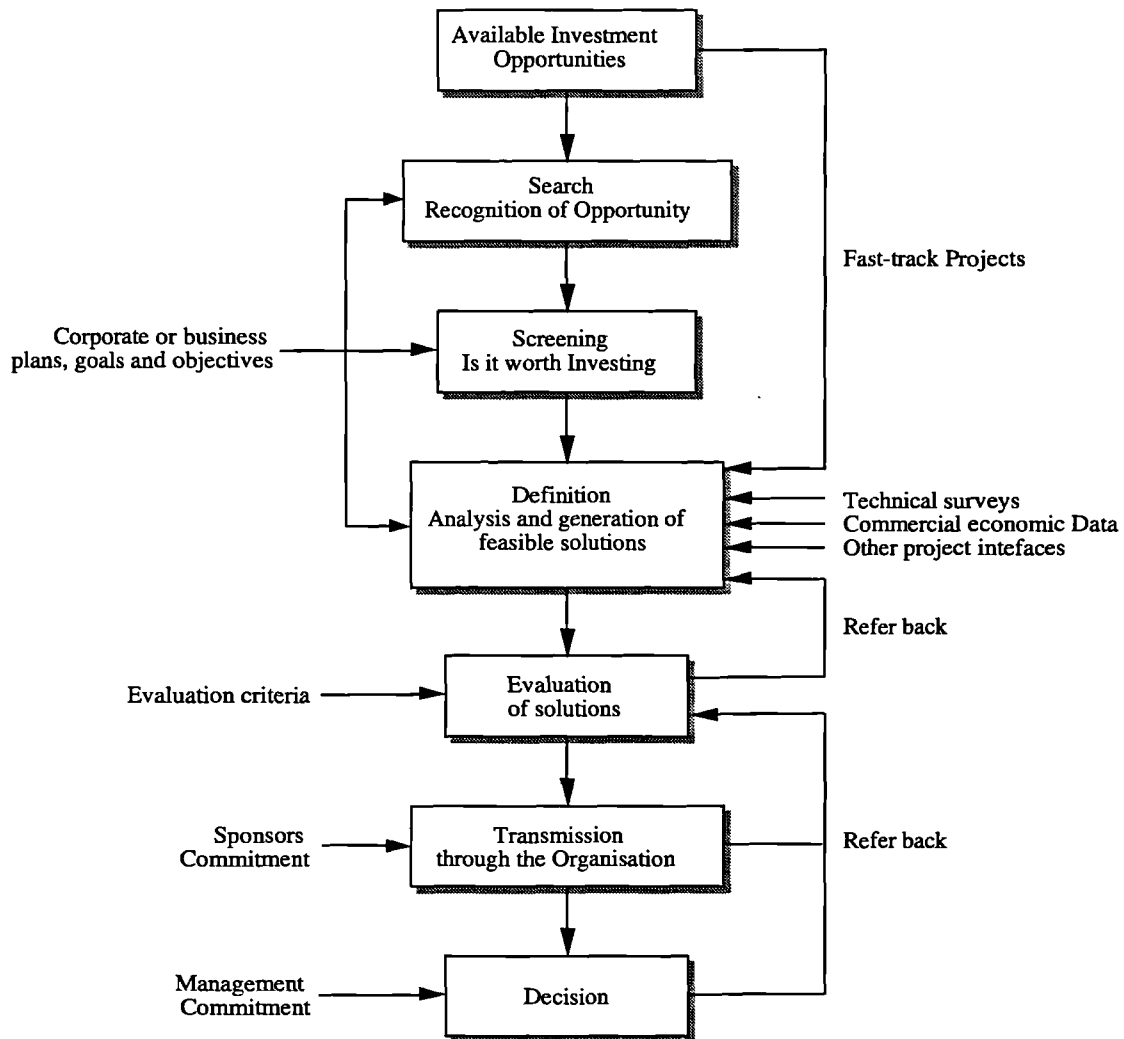 Available Investment
Opportunities
Search
Recognition of Opportunity
Fast-track Projects
Corporate or business
plans, goals and objectives
Screening
Is it worth Investing
Definition
Analysis and generation of
feasible solutions
Technical surveys
Commercial economic Data
Other project intefaces
Refer back
Evaluation criteria
Evaluation
of solutions
Sponsors
Commitment
Transmission
through the Organisation
Refer back
Management
Commitment
Decision